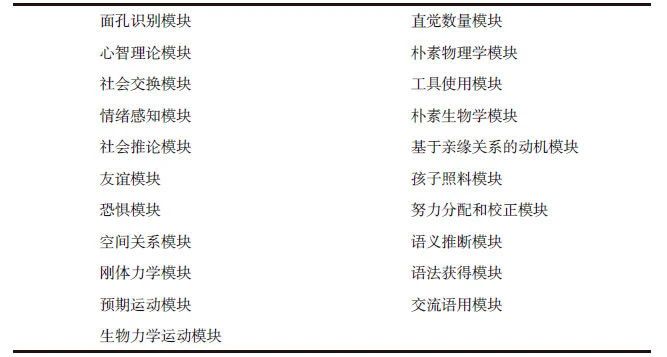 面孔识别模块 直觉数量模块
心智理论模块 朴素物理学模块
社会交换模块 工具使用模块
情绪感知模块 朴素生物学模块
社会推论模块 基于亲缘关系的动机模块
友谊模块 孩子照料模块
恐惧模块 努力分配和校正模块
空间关系模块 语义推断模块
刚体力学模块 语法获得模块
预期运动模块 交流语用模块
生物力学运动模块